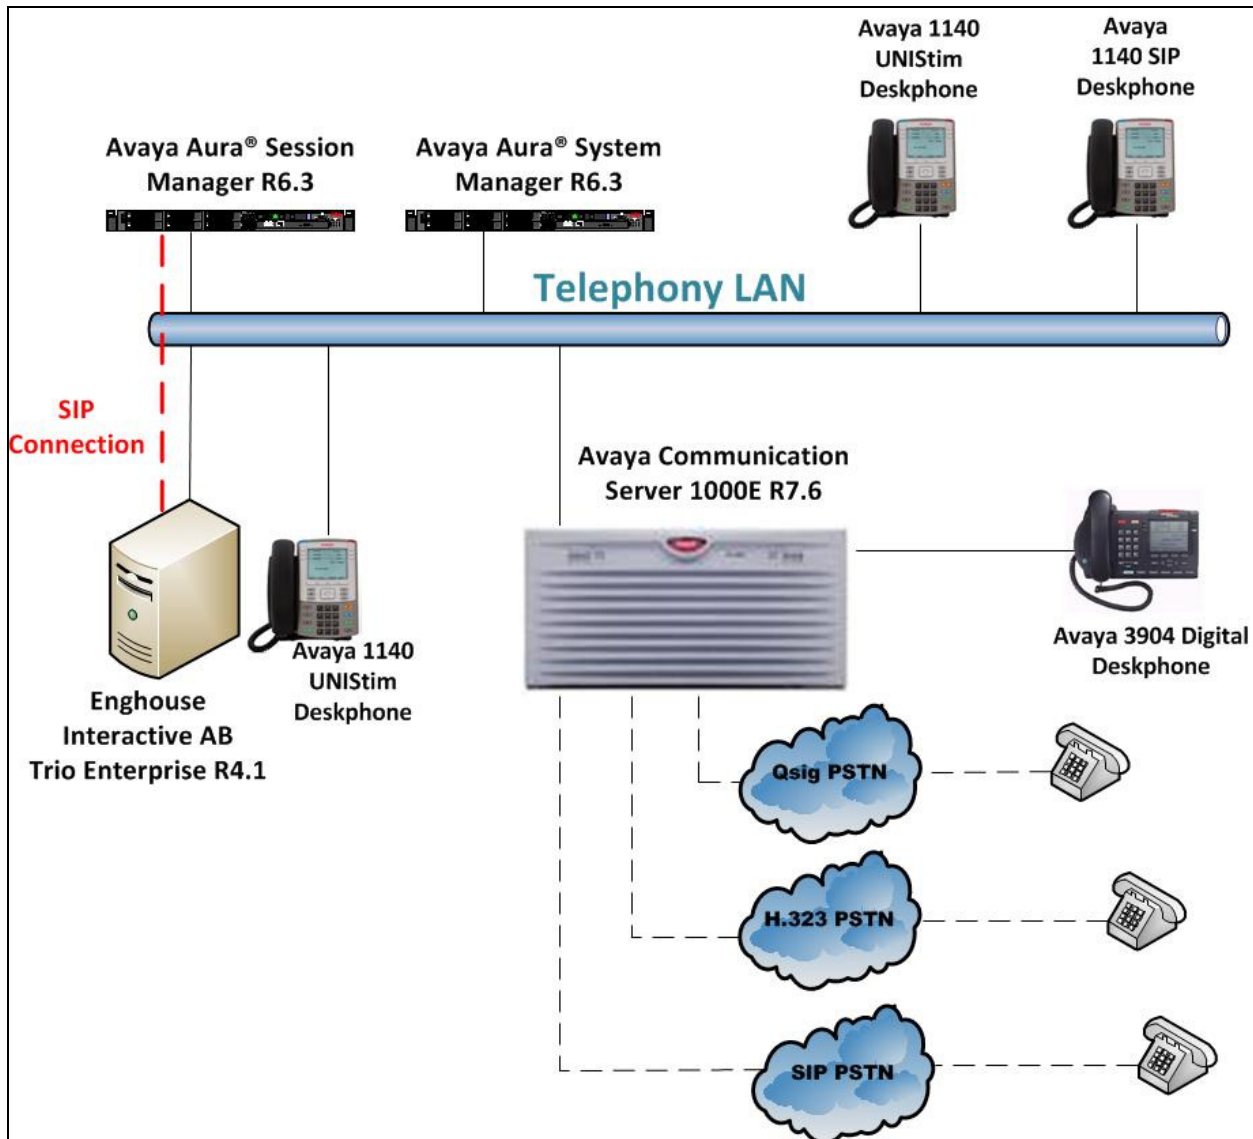 Avaya 1140
UNIStim
Deskphone
Avaya
1140 SIP
Deskphone
Avaya Aura® Session
Manager R6.3
Avaya Aura® System
Manager R6.3
Telephony LAN
SIP
Connection
Avaya Communication
Server 1000E R7.6
Avaya 1140
UNIStim
Deskphone
Avaya 3904 Digital
Deskphone
Enghouse
Interactive AB
Trio Enterprise R4.1
Qsig PSTN
H.323 PSTN
SIP PSTN